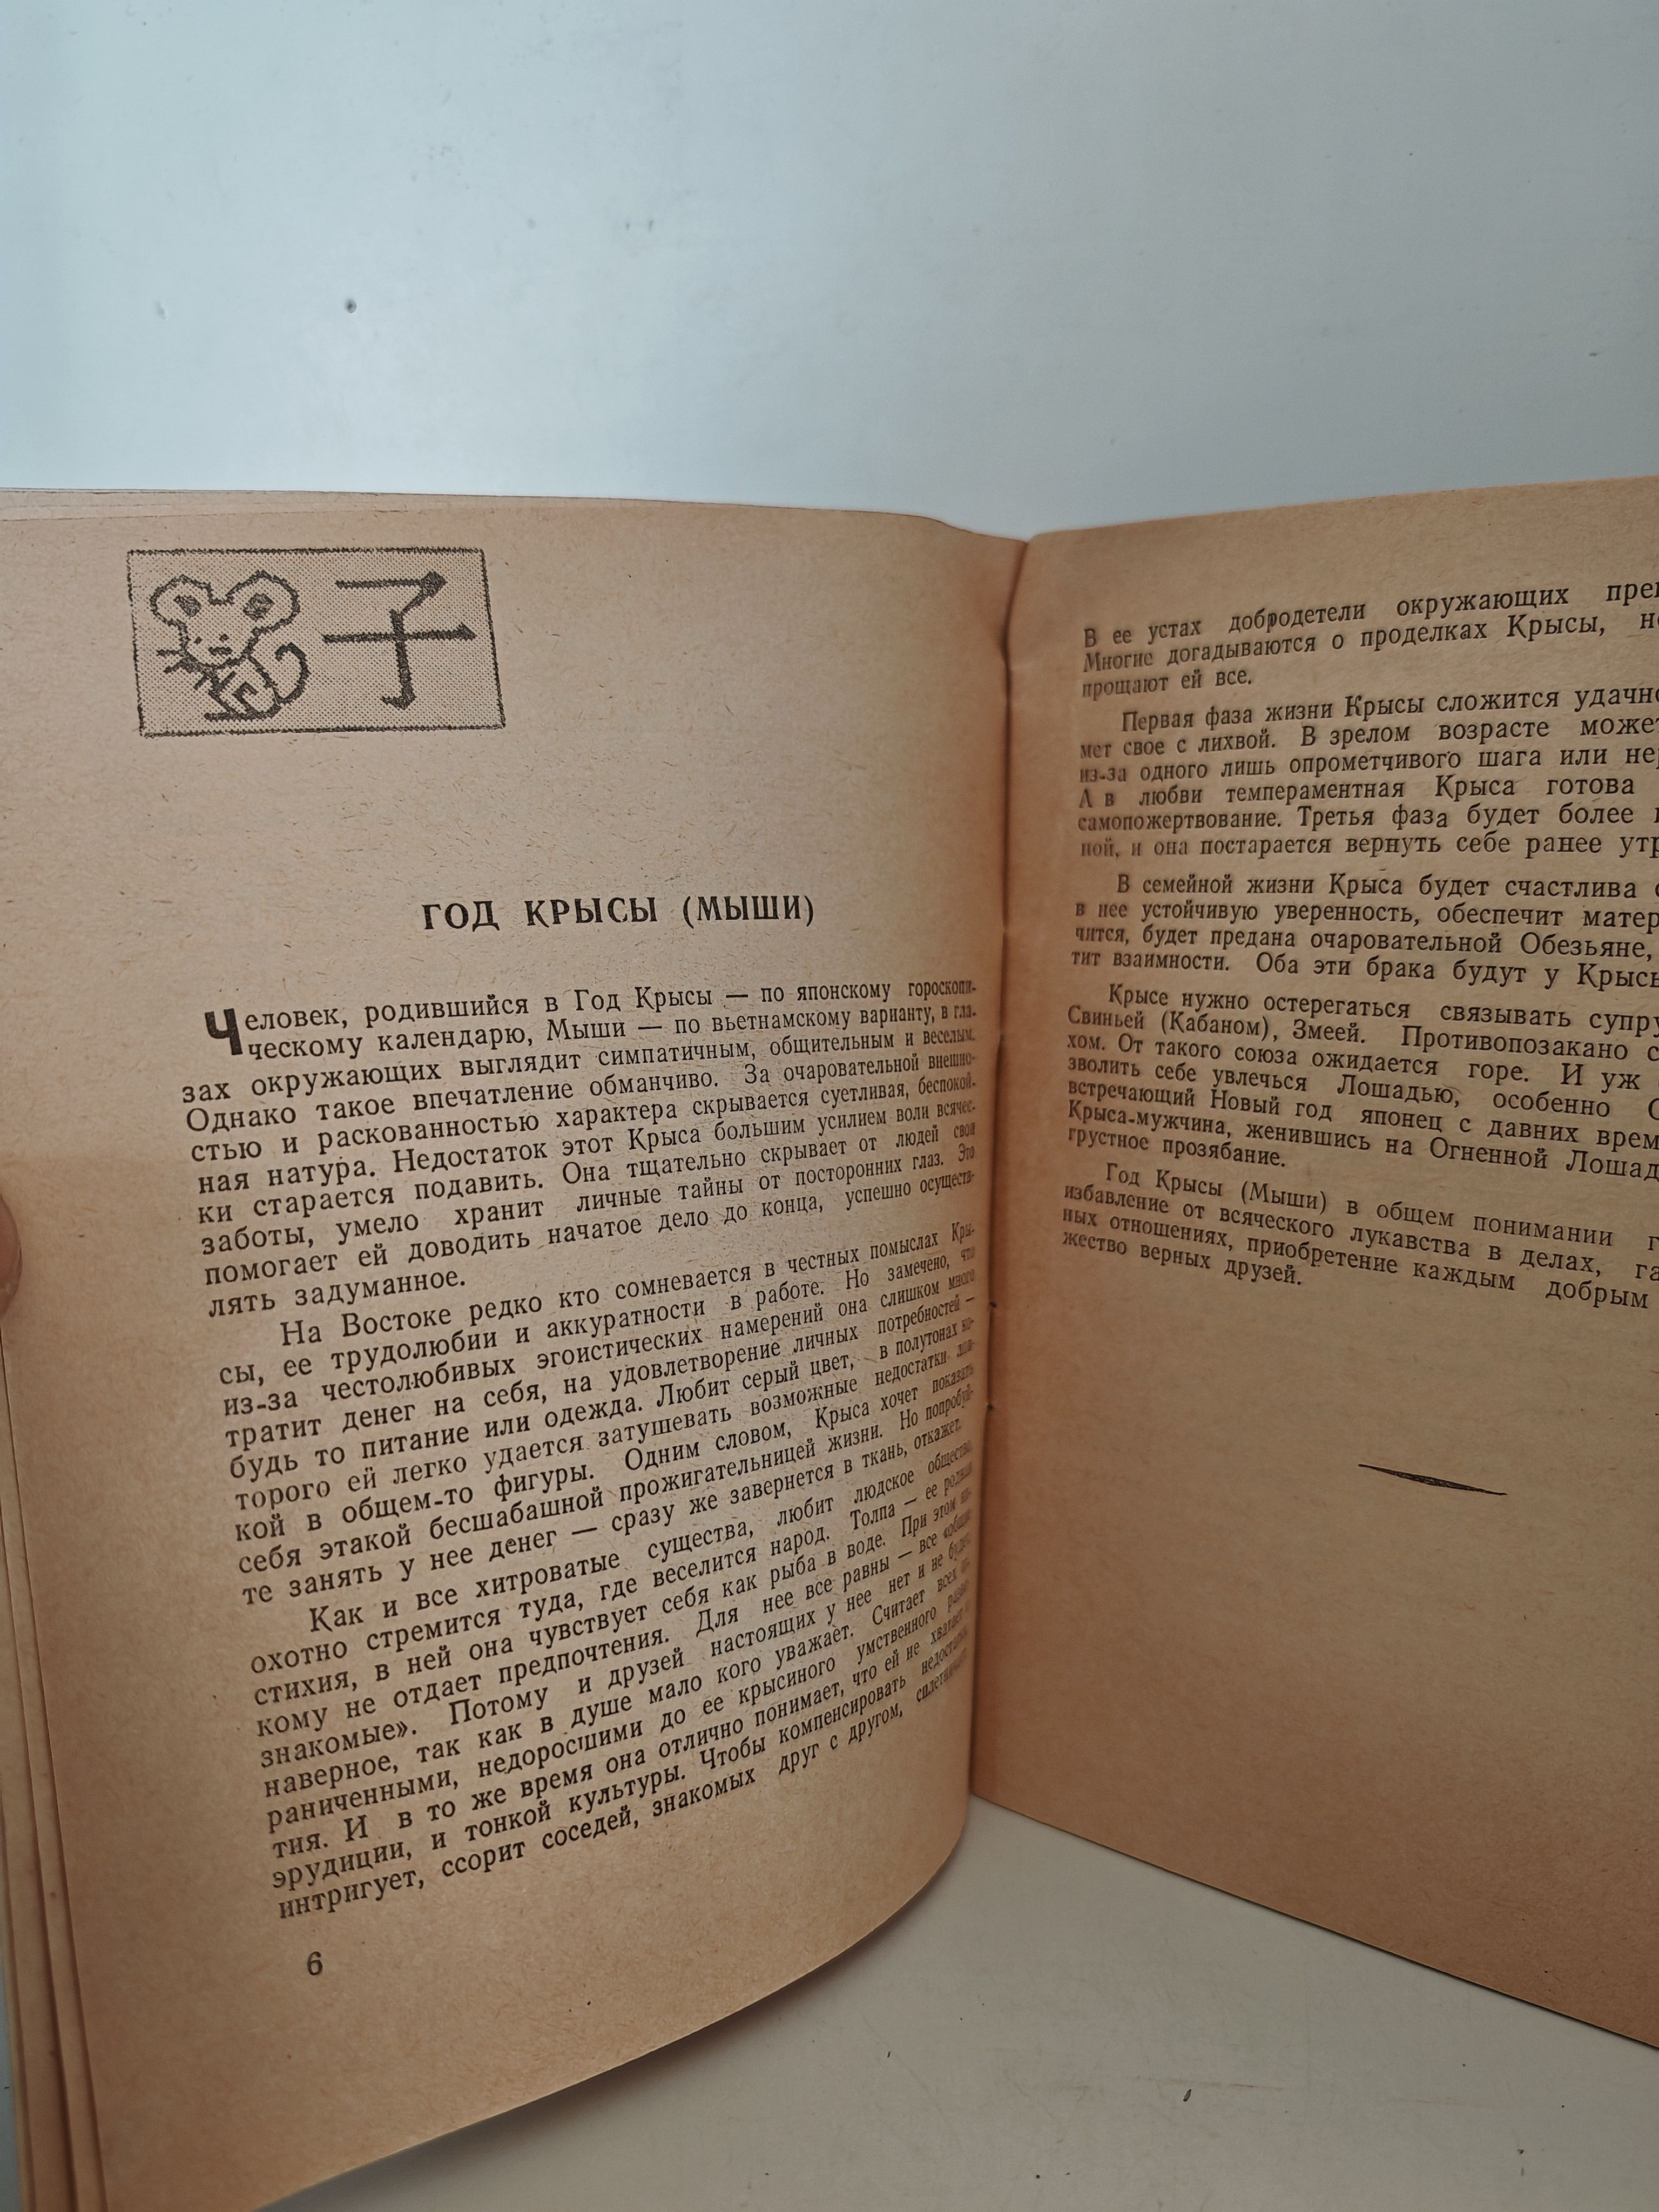 子
ГОД КРЫСЫ (МЫШИ)
Человек, родившийся в Год Крысы — по японскому гороскопи-
ческому календарю, Мыши — по вьетнамскому варианту, в гла-
зах окружающих выглядит симпатичным, общительным и веселым.
Однако такое впечатление обманчиво. За очаровательной внешно-
стью и раскованностью характера скрывается суетливая, беспокой-
ная натура. Недостаток этот Крыса большим усилием воли всячес-
ки старается подавить. Она тщательно скрывает от людей свои
заботы, умело хранит личные тайны от посторонних глаз. Это
помогает ей доводить начатое дело до конца, успешно осущест-
лять задуманное.
На Востоке редко кто сомневается в честных помыслах Кры-
сы, ее трудолюбии и аккуратности в работе. Но замечено, что
из-за честолюбивых эгоистических намерений она слишком много
тратит денег на себя, на удовлетворение личных потребностей —
будь то питание или одежда. Любит серый цвет, в полутонах ко-
торого ей легко удается затушевать возможные недостатки
кой в общем-то фигуры. Одним словом, Крыса хочет показать
себя этакой бесшабашной прожигательницей жизни. Но попробуй-
те занять у нее денег — сразу же завернется в ткань, откажет.
Как и все хитроватые существа, любит людское общество,
охотно стремится туда, где веселится народ. Толпа — ее родная
стихия, в ней она чувствует себя как рыба в воде. При этом ни-
кому не отдает предпочтения. Для нее все равны — все «общие
знакомые». Потому и друзей настоящих у нее нет и не будет,
наверное, так как в душе мало кого уважает. Считает всех ог-
раниченными, недоросшими до ее крысиного умственного разви-
тия. И в то же время она отлично понимает, что ей не хватает и
эрудиции, и тонкой культуры. Чтобы компенсировать недостатки,
интригует, ссорит соседей, знакомых друг с другом, сплетничает.
6
В ее устах добродетели окружающих
Многие догадываются о проделках Крысы,
прощают ей все.
Первая фаза жизни Крысы сложится удачно
мет свое с лихвой. В зрелом возрасте может
из-за одного лишь опрометчивого шага или
А в любви темпераментная Крыса готова
самопожертвование. Третья фаза будет более
ной, и она постарается вернуть себе ранее
В семейной жизни Крыса будет счастлива
в нее устойчивую уверенность, обеспечит
чится, будет предана очаровательной Обезьяне,
тит взаимности. Оба эти брака будут у
Крысе нужно остерегаться связывать
Свиньей (Кабаном), Змеей. Противопозакано
хом. От такого союза ожидается горе. И уж
зволить себе увлечься Лошадью, особенно
встречающий Новый год японец с давних
Крыса-мужчина, женившись на Огненной
грустное прозябание.
Год Крысы (Мыши) в общем понимании
избавление от всяческого лукавства в делах,
ных отношениях, приобретение каждым добрым
жество верных друзей.